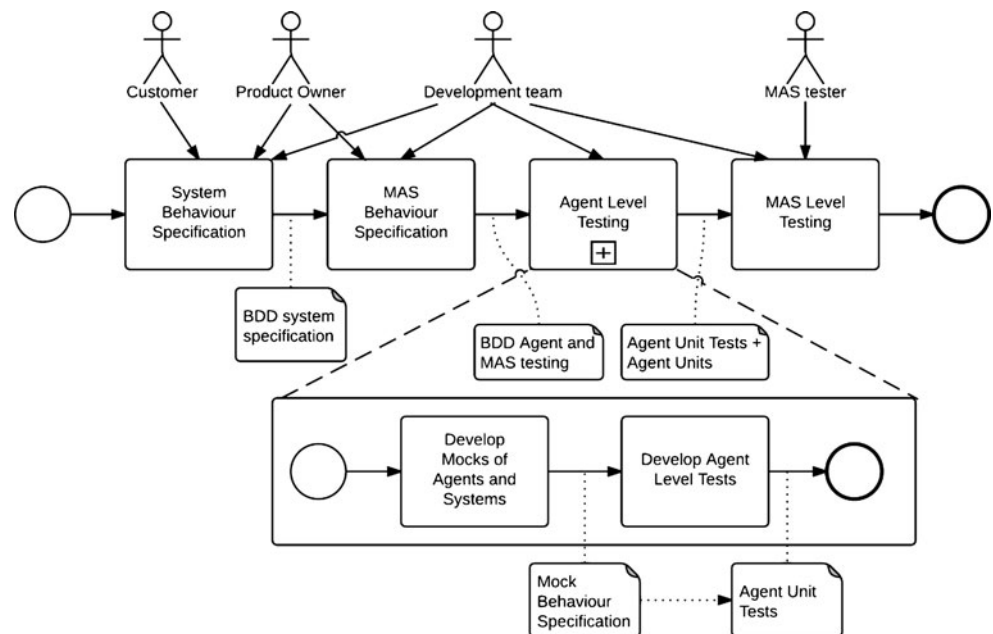 Customer
Product Owner
Development team
MAS tester
System
Behaviour
Specification
MAS
Behaviour
Specification
Agent Level
Testing
MAS Level
Testing
BDD system
specification
BDD Agent and
MAS testing
Agent Unit Tests +
Agent Units
Develop
Mocks of
Agents and
Systems
Develop Agent
Level Tests
Mock
Behaviour
Specification
Agent Unit
Tests